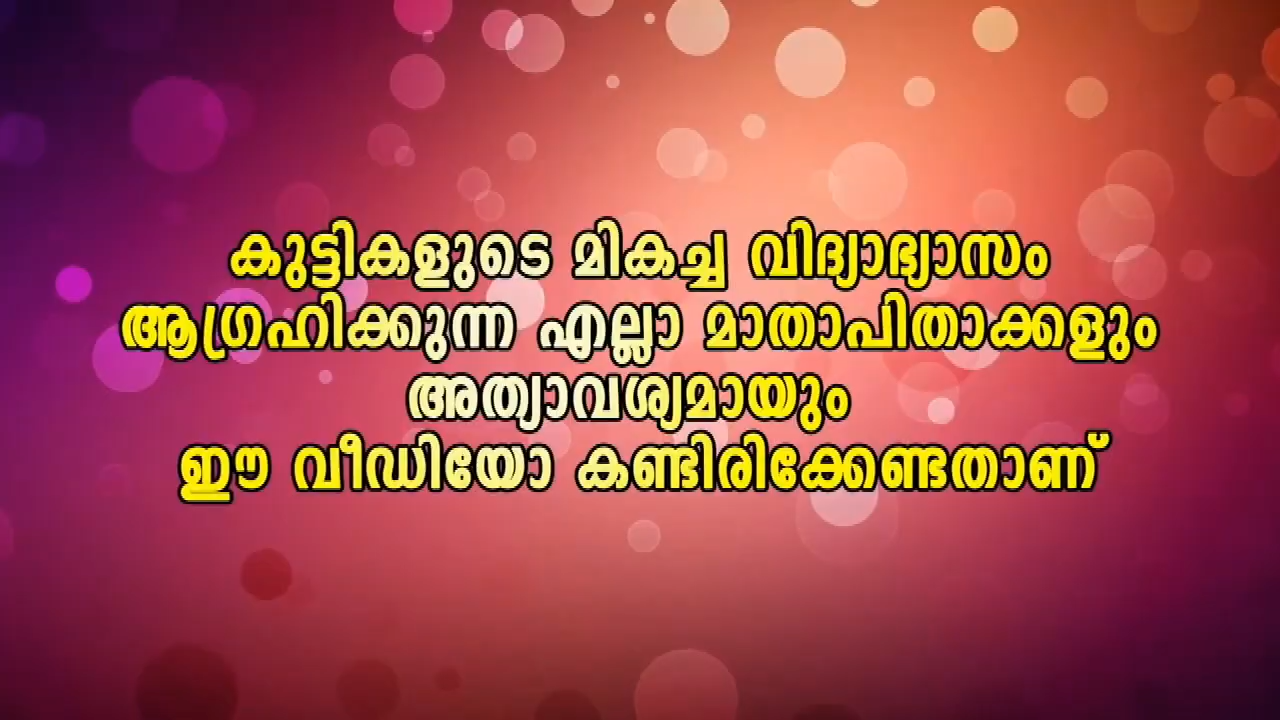 കുട്ടികളുടെ മികച്ച വിദ്യാഭ്യാസം
ആഗ്രഹിക്കുന്ന എല്ലാ മാതാപിതാക്കളും
അത്യാവശ്യമായും
ഈ വീഡിയോ കണ്ടിരിക്കേണ്ടതാണ്